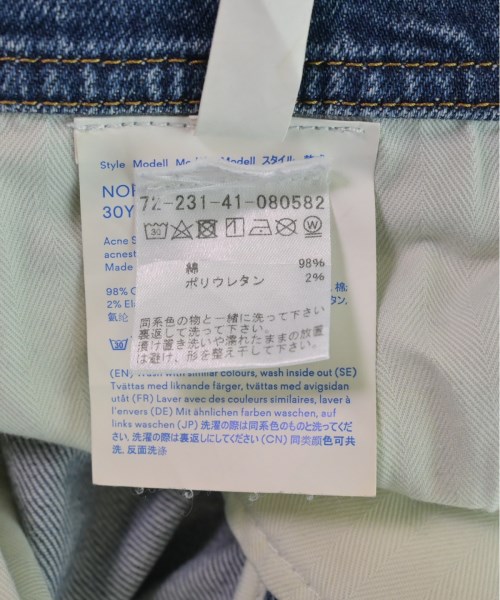 Style Modell Modell スタイル
NOR
30Y
72-231-41-080582
Acne S
acnest
Made
綿 98%
ポリウレタン 2%
98% C
2% Ela
氨纶
同系色の物と一緒に洗って下さい
裏返して洗って下さい。
漬け置き洗いや濡れたままの放置
は避け、形を整え干して下さい。
(EN) Wash with similar colours, wash inside out (SE)
Tvättas med liknande färger, tvättas med avigsidan
utåt (FR) Laver avec des couleurs similaires, laver à
l'envers (DE) Mit ähnlichen farben waschen, auf
links waschen (JP) 洗濯の際は同系色のものと洗ってくだ
さい。洗濯の際は裏返しにしてください (CN) 同类颜色可共
洗, 反面洗涤